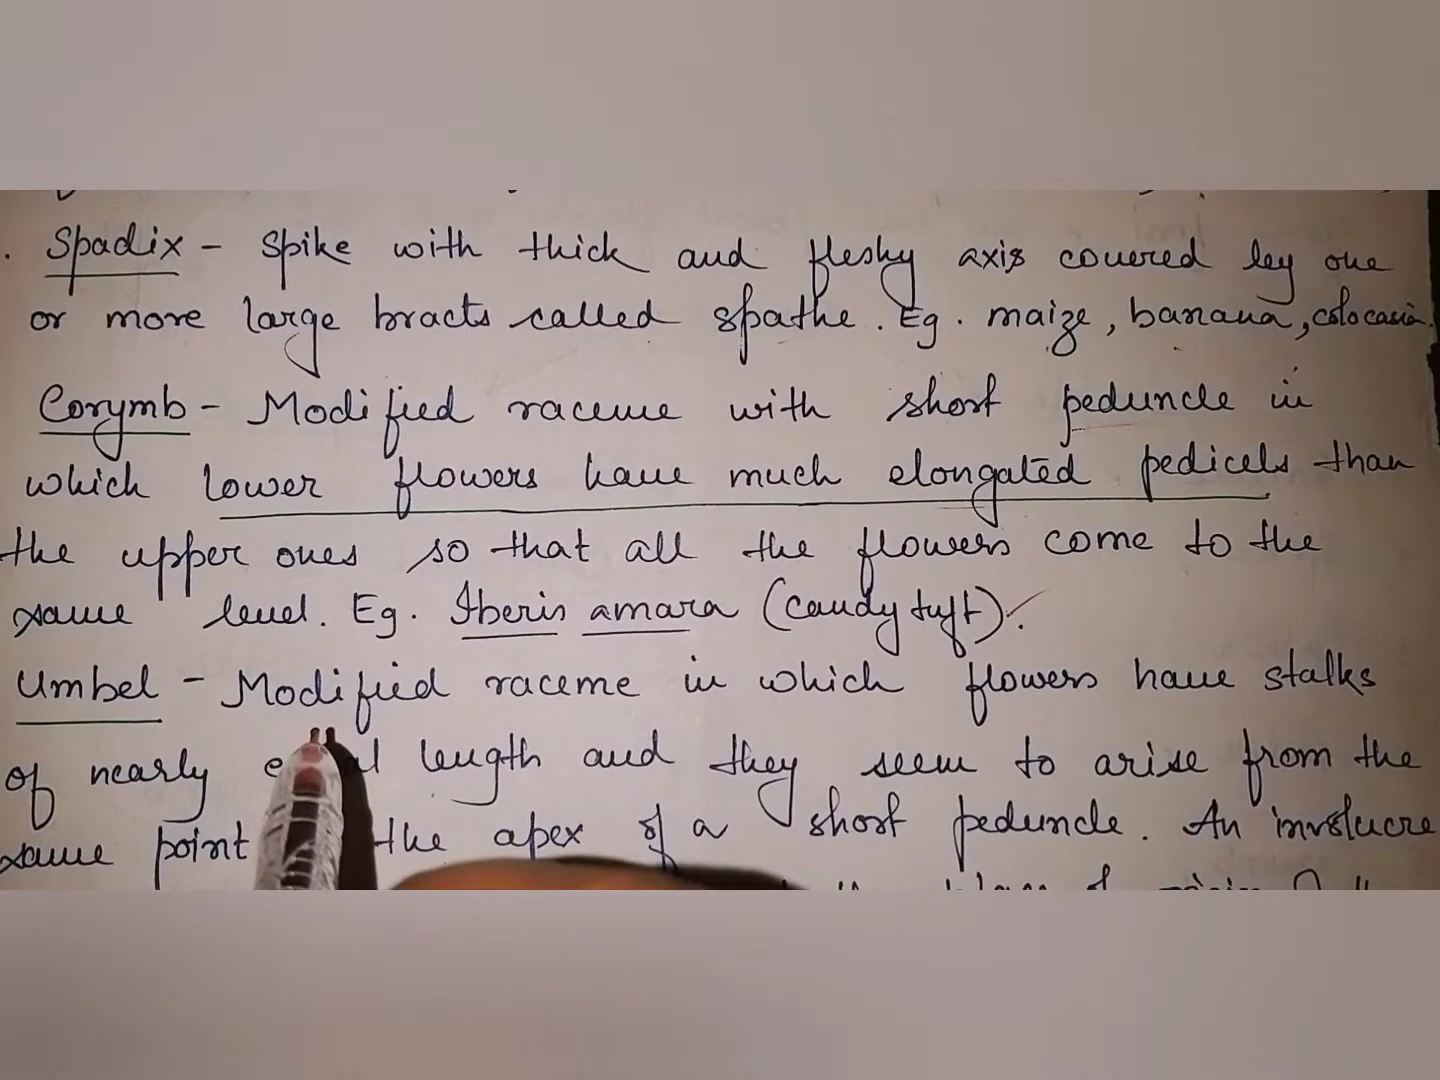 . Spadix - Spike with thick and fleshy axis covered by one
or more large bracts called spathe. Eg. maize, banana, colocasia.
Corymb - Modified raceme with short peduncle in
which lower flowers have much elongated pedicels than
the upper ones so that all the flowers come to the
same level. Eg. Iberis amara (Candytuft).
Umbel - Modified raceme in which flowers have stalks
of nearly length and they seem to arise from the
same point the apex of a short peduncle. An involucre